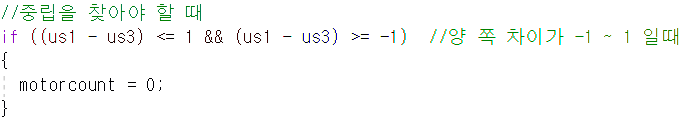 //중립을 찾아야 할 때
if ((us1 - us3) <= 1 && (us1 - us3) >= -1)  //양 쪽 차이가 -1 ~ 1 일때
{
  motorcount = 0;
}